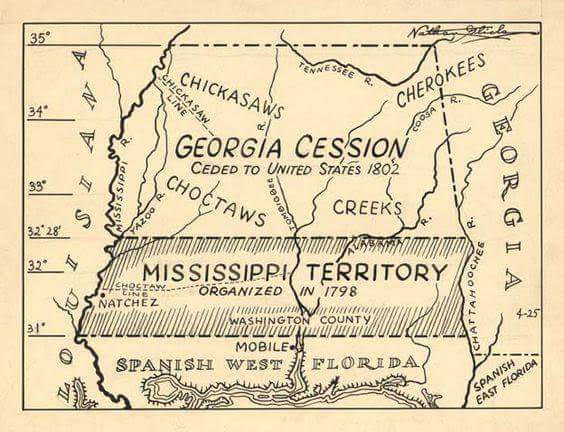 35°
34°
33°
32° 28'
32°
31°
LOUISIANA
MISSISSIPPI R.
CHICKASAW
LINE
CHICKASAWS
TENNESSEE R.
CHEROKEES
COOSA R.
GEORGIA
GEORGIA CESSION
CEDED TO UNITED STATES 1802
YAZOO R.
CHOCTAWS
TOMBIGBEE R.
CREEKS
ALABAMA R.
CHATTAHOOCHEE R.
MISSISSIPPI TERRITORY
ORGANIZED IN 1798
CHOCTAW
LINE
NATCHEZ
WASHINGTON COUNTY
4-25
MOBILE
SPANISH WEST FLORIDA
SPANISH
EAST FLORIDA